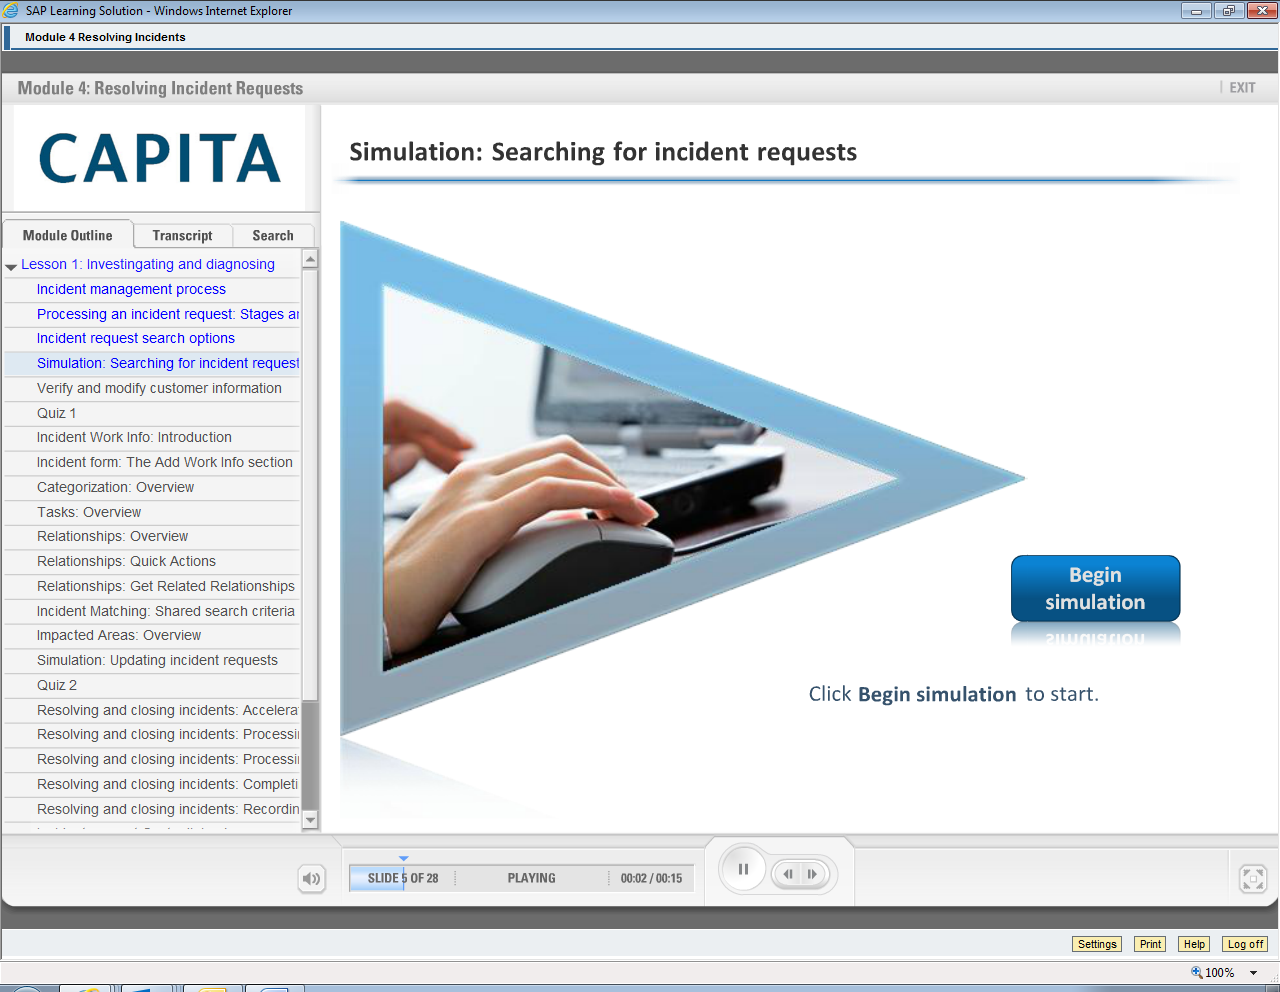 SAP Learning Solution - Windows Internet Explorer
Module 4 Resolving Incidents
Module 4: Resolving Incident Requests
EXIT
CAPITA
Module Outline
Transcript
Search
Lesson 1: Investingating and diagnosing
Incident management process
Processing an incident request: Stages ar
Incident request search options
Simulation: Searching for incident request
Verify and modify customer information
Quiz 1
Incident Work Info: Introduction
Incident form: The Add Work Info section
Categorization: Overview
Tasks: Overview
Relationships: Overview
Relationships: Quick Actions
Relationships: Get Related Relationships
Incident Matching: Shared search criteria
Impacted Areas: Overview
Simulation: Updating incident requests
Quiz 2
Resolving and closing incidents: Accelera
Resolving and closing incidents: Processi
Resolving and closing incidents: Processi
Resolving and closing incidents: Completi
Resolving and closing incidents: Recordin
Simulation: Searching for incident requests
Begin
simulation
Click Begin simulation to start.
SLIDE 5 OF 28
PLAYING
00:02 / 00:15
Settings
Print
Help
Log off
100%